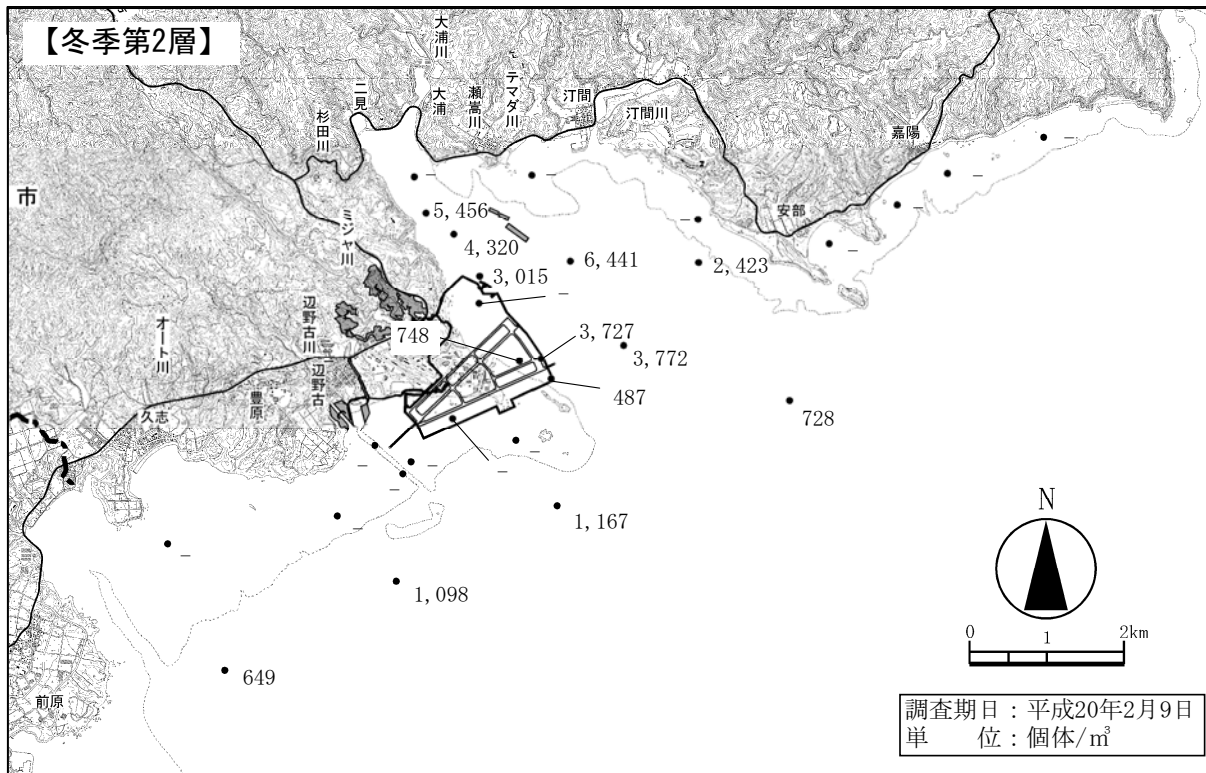 【冬季第2層】
大浦川
二見
大浦
瀬嵩川
テマダ川
汀間
汀間川
嘉陽
杉田川
市
安部
ミジャ川
辺野古川
オート川
辺野古
豊原
久志
前原
－
－
－
－
－
5,456
－
－
4,320
6,441
2,423
3,015
－
748
3,727
3,772
487
728
－
－
－
－
－
－
－
1,167
1,098
649
N
0 1 2km
調査期日：平成20年2月9日
単　　位：個体/㎥